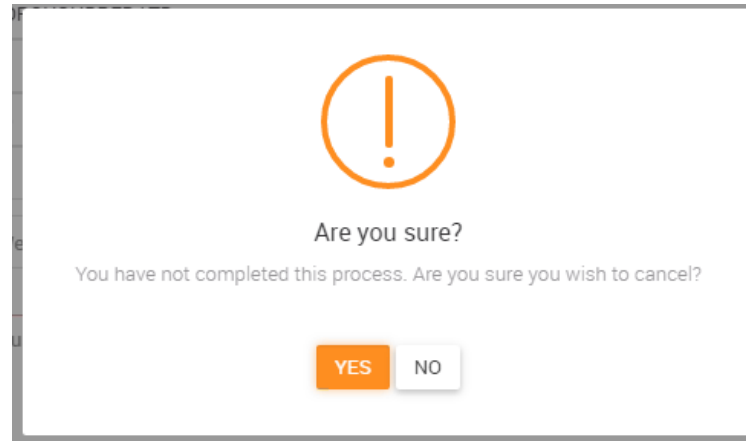 Are you sure?
You have not completed this process. Are you sure you wish to cancel?
YES
NO